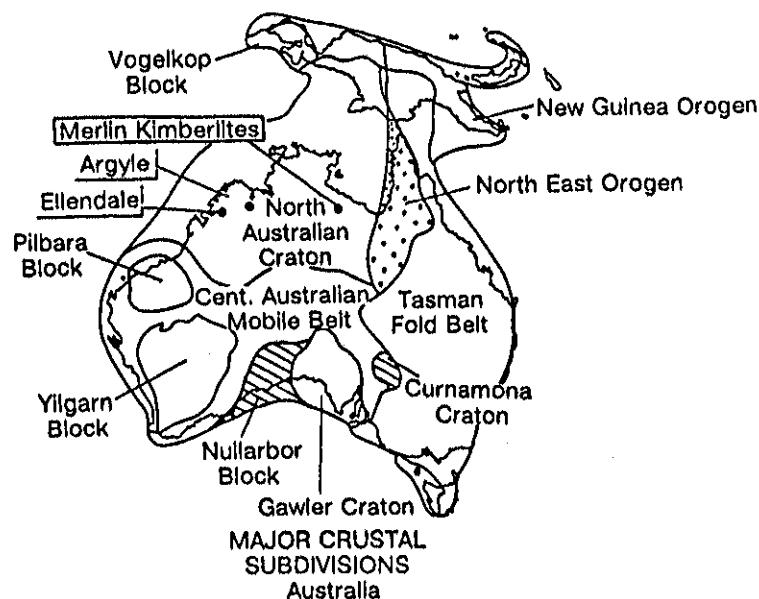 Vogelkop
Block
New Guinea Orogen
Merlin Kimberlites
Argyle
North East Orogen
Ellendale
North
Australian
Craton
Pilbara
Block
Cent. Australian
Mobile Belt
Tasman
Fold Belt
Curnamona
Craton
Yilgarn
Block
Nullarbor
Block
Gawler Craton
MAJOR CRUSTAL
SUBDIVISIONS
Australia